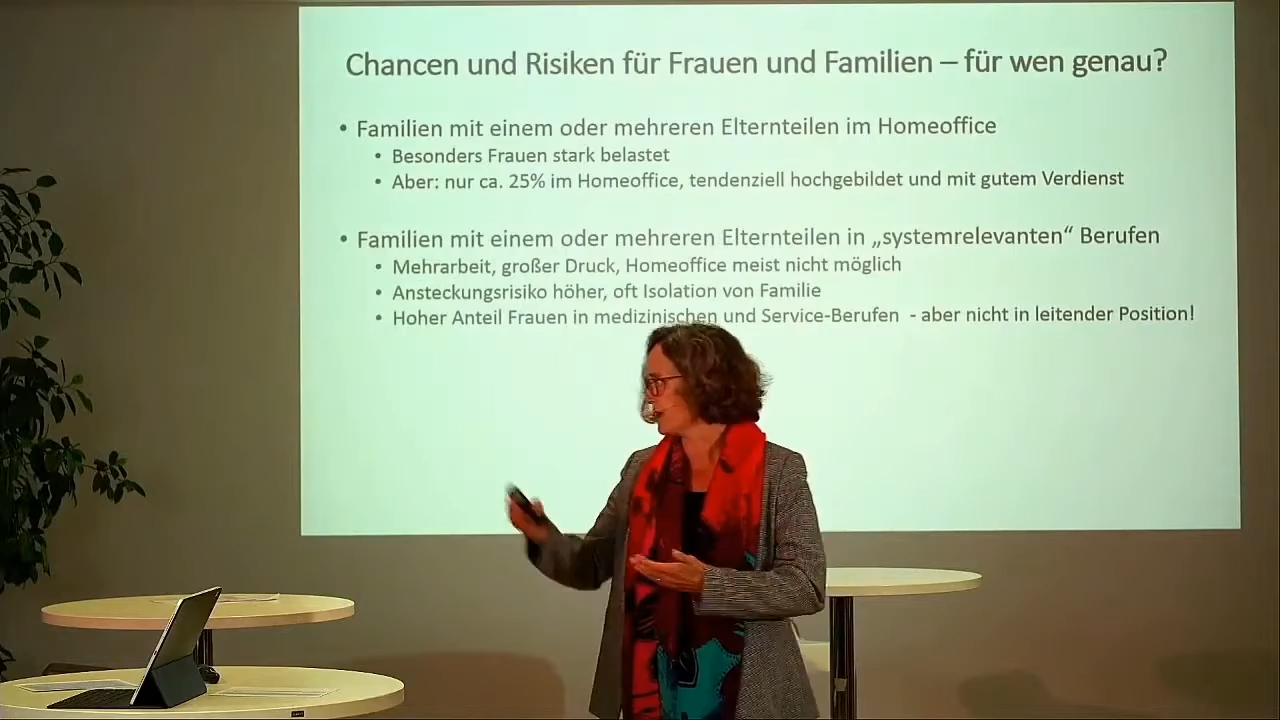 Chancen und Risiken für Frauen und Familien – für wen genau?
• Familien mit einem oder mehreren Elternteilen im Homeoffice
• Besonders Frauen stark belastet
• Aber: nur ca. 25% im Homeoffice, tendenziell hochgebildet und mit gutem Verdienst
• Familien mit einem oder mehreren Elternteilen in „systemrelevanten“ Berufen
• Mehrarbeit, großer Druck, Homeoffice meist nicht möglich
• Ansteckungsrisiko höher, oft Isolation von Familie
• Hoher Anteil Frauen in medizinischen und Service-Berufen - aber nicht in leitender Position!